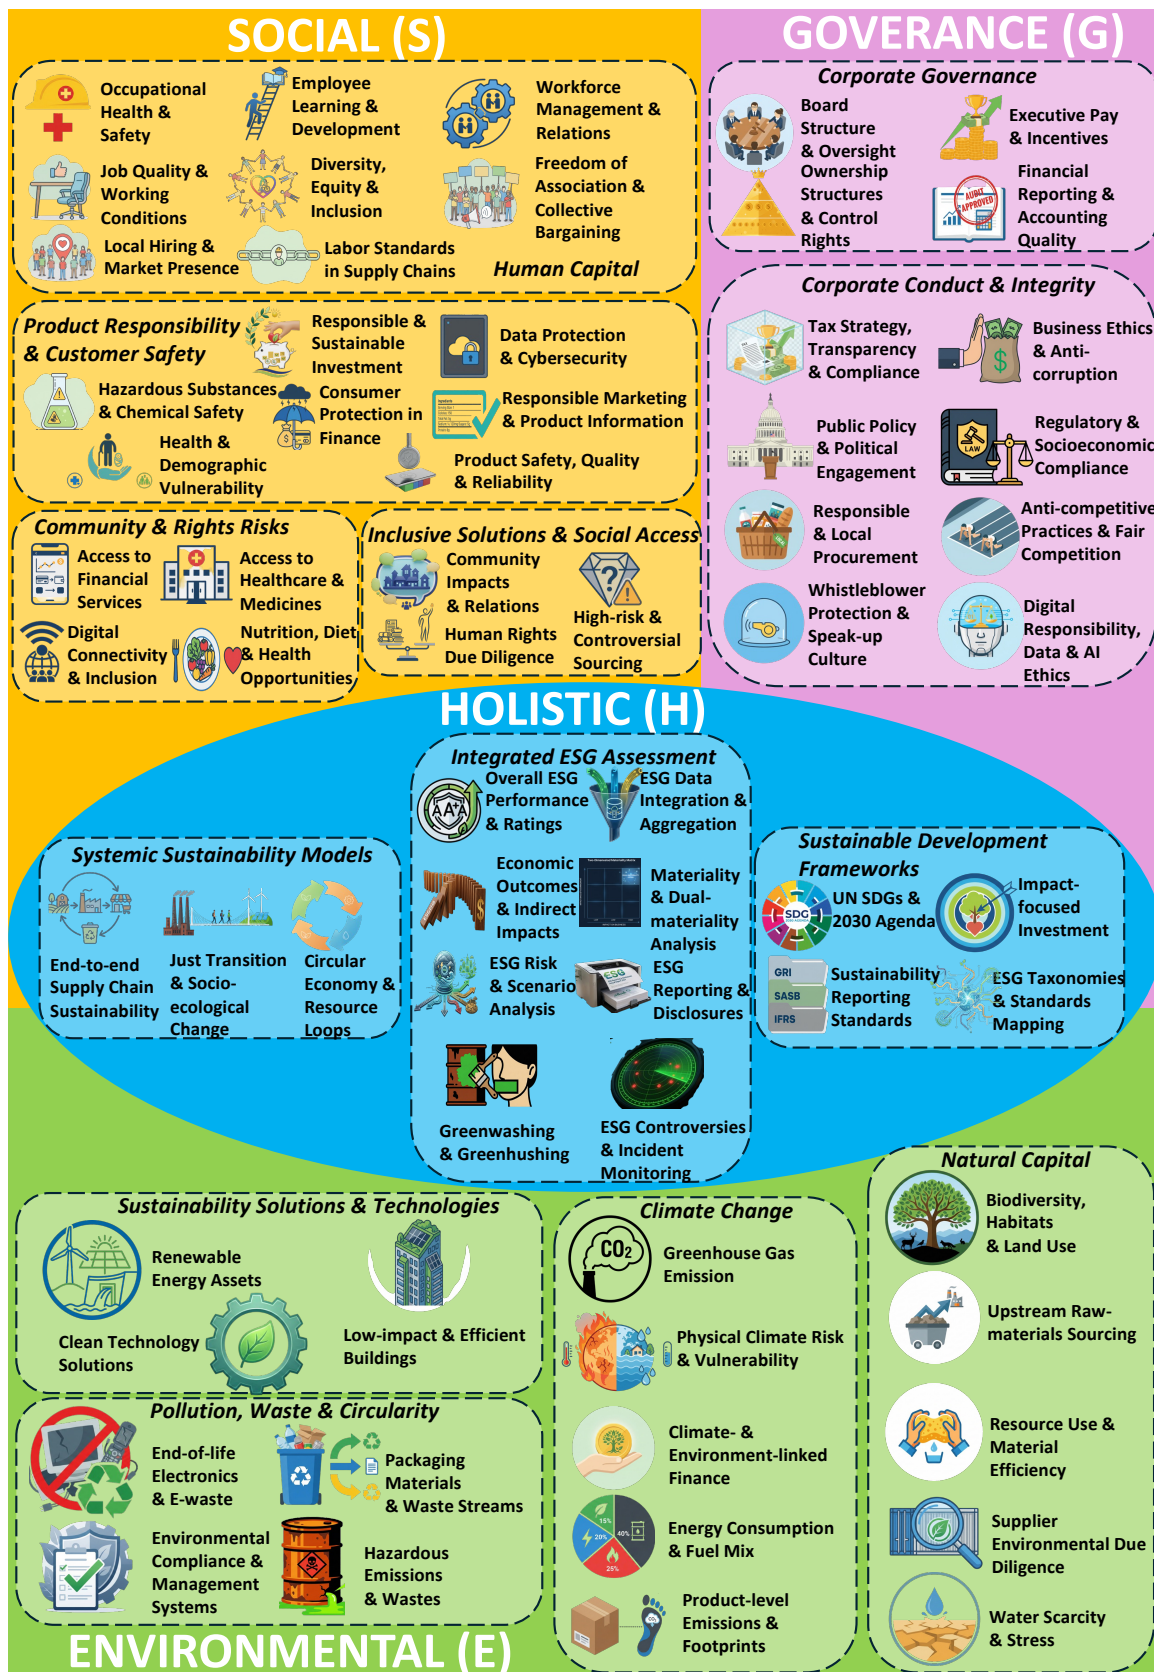 SOCIAL (S)
Occupational
Health &
Safety
Employee
Learning &
Development
Workforce
Management &
Relations
Job Quality &
Working
Conditions
Diversity,
Equity &
Inclusion
Freedom of
Association &
Collective
Bargaining
Local Hiring &
Market Presence
Labor Standards
in Supply Chains
Human Capital
Product Responsibility
& Customer Safety
Responsible &
Sustainable
Investment
Data Protection
& Cybersecurity
Hazardous Substances
& Chemical Safety
Consumer
Protection in
Finance
Responsible Marketing
& Product Information
Health &
Demographic
Vulnerability
Product Safety, Quality
& Reliability
Community & Rights Risks
Access to
Financial
Services
Access to
Healthcare &
Medicines
Digital
Connectivity
& Inclusion
Nutrition, Diet
& Health
Opportunities
Inclusive Solutions & Social Access
Community
Impacts
& Relations
Human Rights
Due Diligence
High-risk &
Controversial
Sourcing
GOVERANCE (G)
Corporate Governance
Board
Structure
& Oversight
Executive Pay
& Incentives
Ownership
Structures
& Control
Rights
AUDIT
APPROVED
Financial
Reporting &
Accounting
Quality
Corporate Conduct & Integrity
Tax Strategy,
Transparency
& Compliance
Business Ethics
& Anti-
corruption
Public Policy
& Political
Engagement
LAW
Regulatory &
Socioeconomic
Compliance
Responsible
& Local
Procurement
Anti-competitive
Practices & Fair
Competition
Whistleblower
Protection &
Speak-up
Culture
Digital
Responsibility,
Data & AI
Ethics
HOLISTIC (H)
Integrated ESG Assessment
AA+A
Overall ESG
Performance
& Ratings
ESG Data
Integration &
Aggregation
Economic
Outcomes
& Indirect
Impacts
Materiality
& Dual-
materiality
Analysis
ESG Risk
& Scenario
Analysis
ESG
ESG
Reporting &
Disclosures
Greenwashing
& Greenhushing
ESG Controversies
& Incident
Monitoring
Systemic Sustainability Models
End-to-end
Supply Chain
Sustainability
Just Transition
& Socio-
ecological
Change
Circular
Economy &
Resource
Loops
Sustainable Development
Frameworks
SDG
2030 AGENDA
UN SDGs &
2030 Agenda
Impact-
focused
Investment
GRI
SASB
IFRS
Sustainability
Reporting
Standards
ESG Taxonomies
& Standards
Mapping
Sustainability Solutions & Technologies
Renewable
Energy Assets
Clean Technology
Solutions
Low-impact & Efficient
Buildings
Pollution, Waste & Circularity
End-of-life
Electronics
& E-waste
Packaging
Materials
& Waste Streams
Environmental
Compliance &
Management
Systems
Hazardous
Emissions
& Wastes
Climate Change
CO2
Greenhouse Gas
Emission
Physical Climate Risk
& Vulnerability
Climate- &
Environment-linked
Finance
15%
20%
40%
25%
Energy Consumption
& Fuel Mix
Product-level
Emissions &
Footprints
Natural Capital
Biodiversity,
Habitats
& Land Use
Upstream Raw-
materials Sourcing
Resource Use &
Material
Efficiency
Supplier
Environmental Due
Diligence
Water Scarcity
& Stress
ENVIRONMENTAL (E)